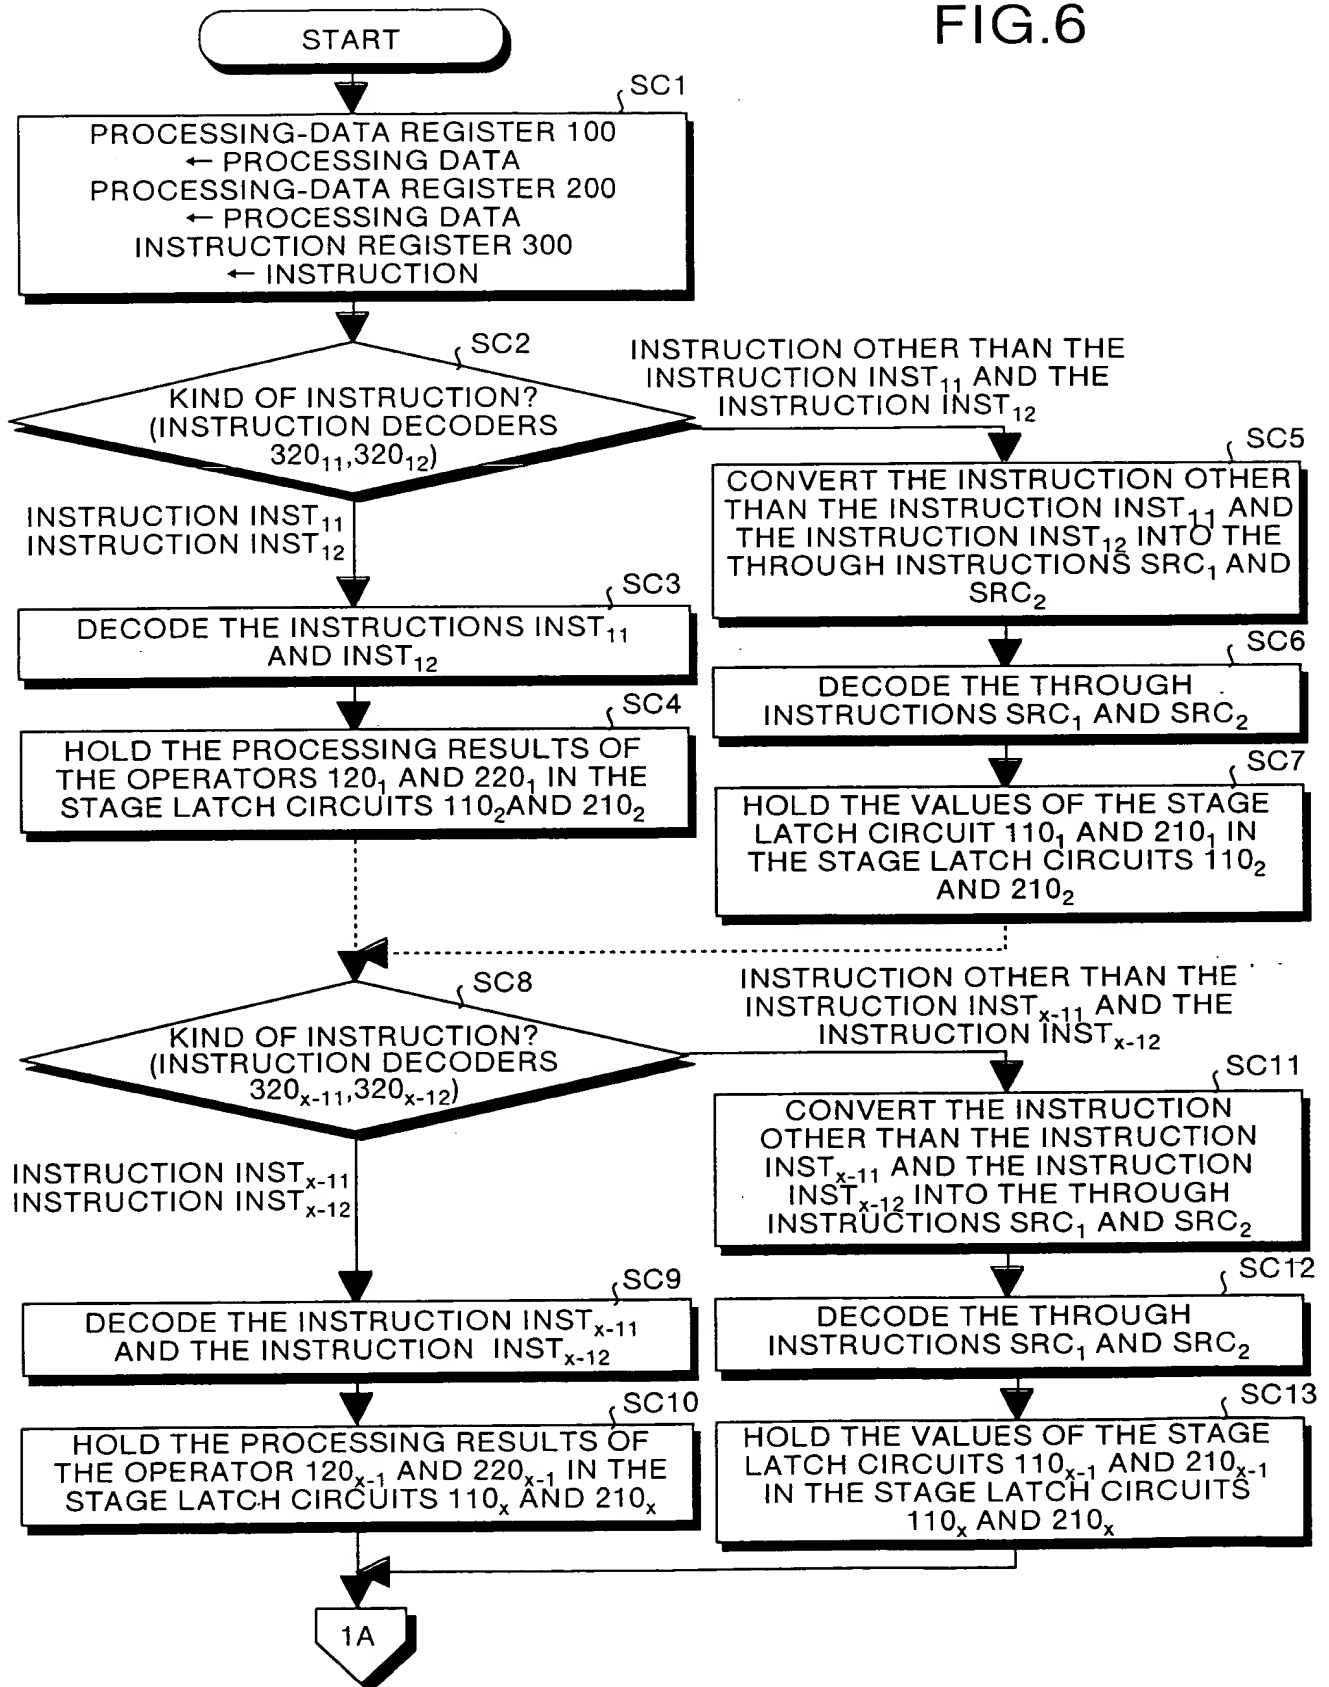 FIG.6
START
SC1
PROCESSING-DATA REGISTER 100
← PROCESSING DATA
PROCESSING-DATA REGISTER 200
← PROCESSING DATA
INSTRUCTION REGISTER 300
← INSTRUCTION
SC2
KIND OF INSTRUCTION?
(INSTRUCTION DECODERS
320₁₁,320₁₂)
INSTRUCTION OTHER THAN THE
INSTRUCTION INST₁₁ AND THE
INSTRUCTION INST₁₂
INSTRUCTION INST₁₁
INSTRUCTION INST₁₂
SC3
DECODE THE INSTRUCTIONS INST₁₁
AND INST₁₂
SC4
HOLD THE PROCESSING RESULTS OF
THE OPERATORS 120₁ AND 220₁ IN THE
STAGE LATCH CIRCUITS 110₂AND 210₂
SC5
CONVERT THE INSTRUCTION OTHER
THAN THE INSTRUCTION INST₁₁ AND
THE INSTRUCTION INST₁₂ INTO THE
THROUGH INSTRUCTIONS SRC₁ AND
SRC₂
SC6
DECODE THE THROUGH
INSTRUCTIONS SRC₁ AND SRC₂
SC7
HOLD THE VALUES OF THE STAGE
LATCH CIRCUIT 110₁ AND 210₁ IN
THE STAGE LATCH CIRCUITS 110₂
AND 210₂
SC8
KIND OF INSTRUCTION?
(INSTRUCTION DECODERS
320ₓ₋₁₁,320ₓ₋₁₂)
INSTRUCTION OTHER THAN THE
INSTRUCTION INSTₓ₋₁₁ AND THE
INSTRUCTION INSTₓ₋₁₂
INSTRUCTION INSTₓ₋₁₁
INSTRUCTION INSTₓ₋₁₂
SC9
DECODE THE INSTRUCTION INSTₓ₋₁₁
AND THE INSTRUCTION INSTₓ₋₁₂
SC10
HOLD THE PROCESSING RESULTS OF
THE OPERATOR 120ₓ₋₁ AND 220ₓ₋₁ IN THE
STAGE LATCH CIRCUITS 110ₓ AND 210ₓ
SC11
CONVERT THE INSTRUCTION
OTHER THAN THE INSTRUCTION
INSTₓ₋₁₁ AND THE INSTRUCTION
INSTₓ₋₁₂ INTO THE THROUGH
INSTRUCTIONS SRC₁ AND SRC₂
SC12
DECODE THE THROUGH
INSTRUCTIONS SRC₁ AND SRC₂
SC13
HOLD THE VALUES OF THE STAGE
LATCH CIRCUITS 110ₓ₋₁ AND 210ₓ₋₁
IN THE STAGE LATCH CIRCUITS
110ₓ AND 210ₓ
1A